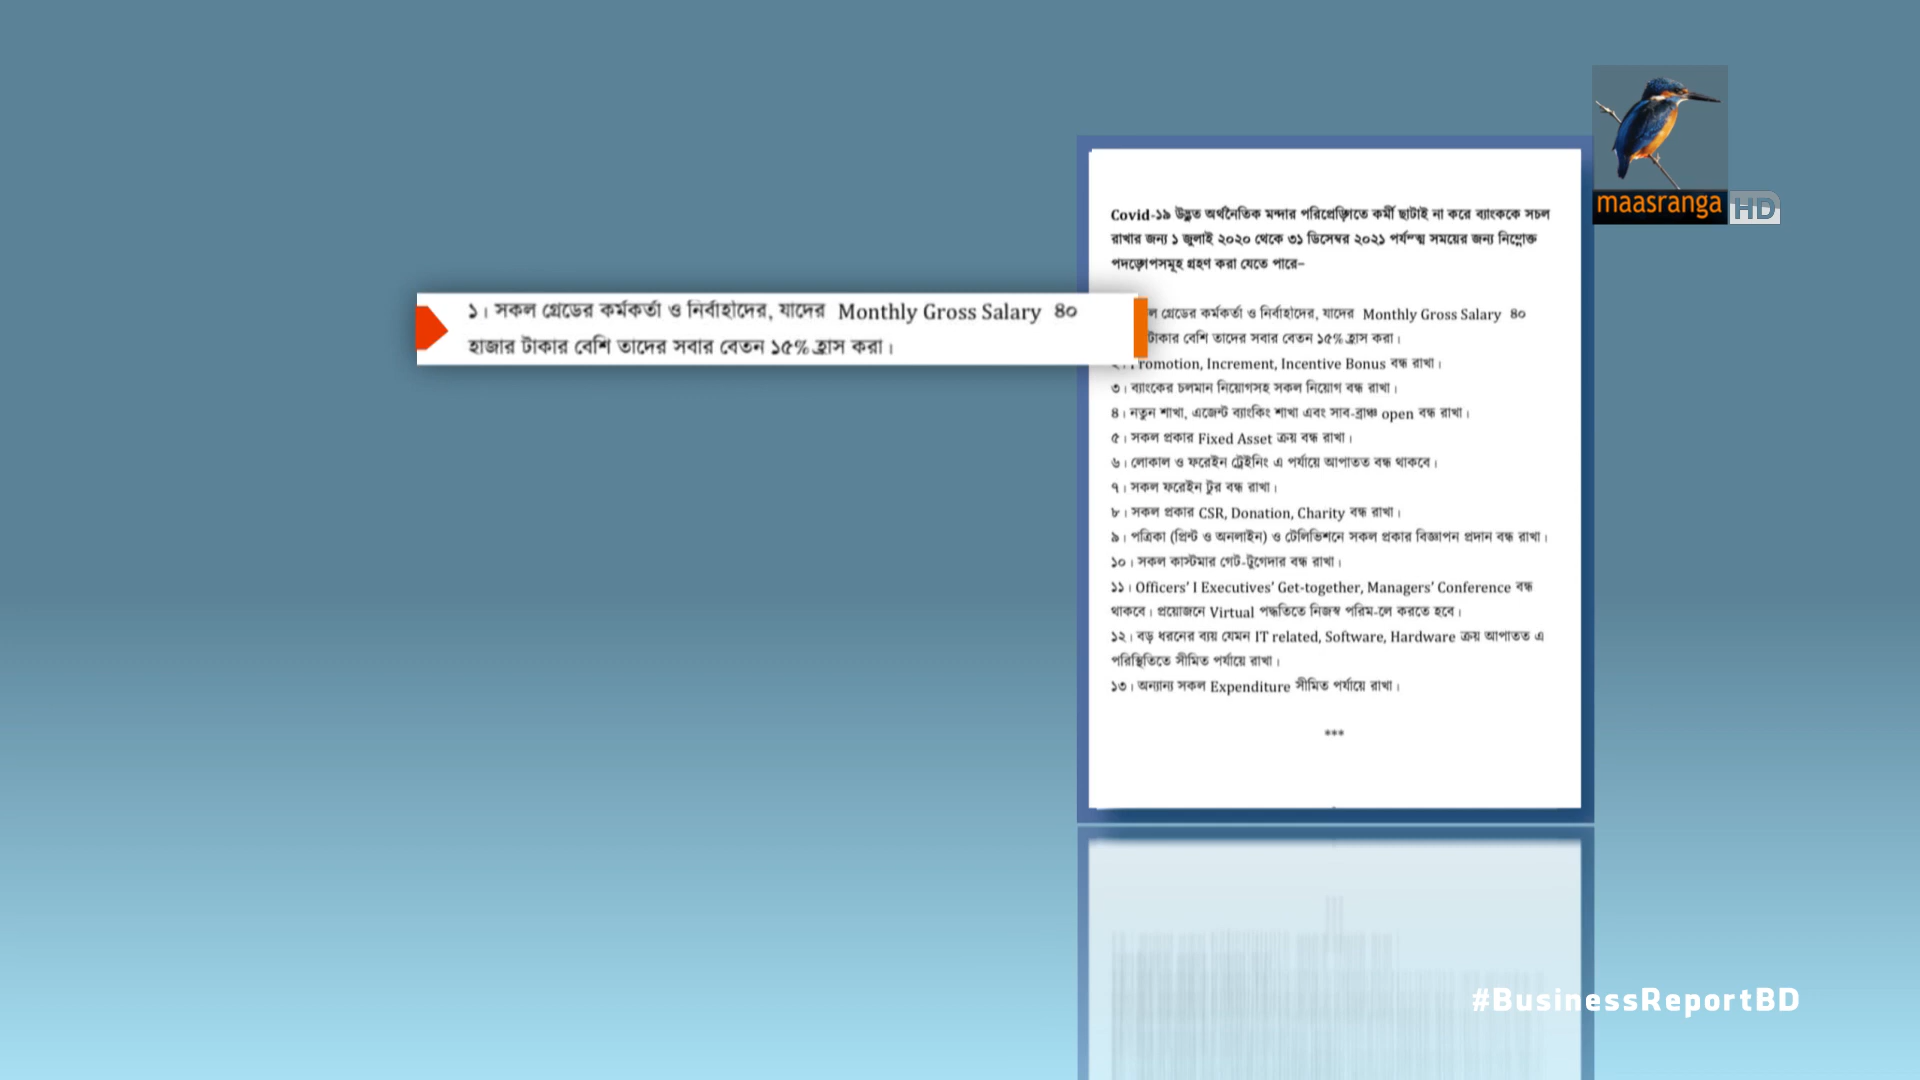 maasranga HD
Covid-১৯ উদ্ভূত অর্থনৈতিক মন্দার পরিপ্রেক্ষিাতে কর্মী ছাটাই না করে ব্যাংককে সচল
রাখার জন্য ১ জুলাই ২০২০ থেকে ৩১ ডিসেম্বর ২০২১ পর্যন্ত্ম সময়ের জন্য নিম্নোক্ত
পদক্ষোপসমূহ গ্রহণ করা যেতে পারে–
১। সকল গ্রেডের কর্মকর্তা ও নির্বাহাদের, যাদের Monthly Gross Salary ৪০
হাজার টাকার বেশি তাদের সবার বেতন ১৫% হ্রাস করা।
ল গ্রেডের কর্মকর্তা ও নির্বাহাদের, যাদের Monthly Gross Salary ৪০
টাকার বেশি তাদের সবার বেতন ১৫% হ্রাস করা।
২। Promotion, Increment, Incentive Bonus বন্ধ রাখা।
৩। ব্যাংকের চলমান নিয়োগসহ সকল নিয়োগ বন্ধ রাখা।
৪। নতুন শাখা, এজেন্ট ব্যাংকিং শাখা এবং সাব-ব্রাঞ্চ open বন্ধ রাখা।
৫। সকল প্রকার Fixed Asset ক্রয় বন্ধ রাখা।
৬। লোকাল ও ফরেইন ট্রেইনিং এ পর্যায়ে আপাতত বন্ধ থাকবে।
৭। সকল ফরেইন টুর বন্ধ রাখা।
৮। সকল প্রকার CSR, Donation, Charity বন্ধ রাখা।
৯। পত্রিকা (প্রিন্ট ও অনলাইন) ও টেলিভিশনে সকল প্রকার বিজ্ঞাপন প্রদান বন্ধ রাখা।
১০। সকল কাস্টমার গেট-টুগেদার বন্ধ রাখা।
১১। Officers’ I Executives’ Get-together, Managers’ Conference বন্ধ
থাকবে। প্রয়োজনে Virtual পদ্ধতিতে নিজস্ব পরিম-লে করতে হবে।
১২। বড় ধরনের ব্যয় যেমন IT related, Software, Hardware ক্রয় আপাতত এ
পরিস্থিতিতে সীমিত পর্যায়ে রাখা।
১৩। অন্যান্য সকল Expenditure সীমিত পর্যায়ে রাখা।
***
#BusinessReportBD